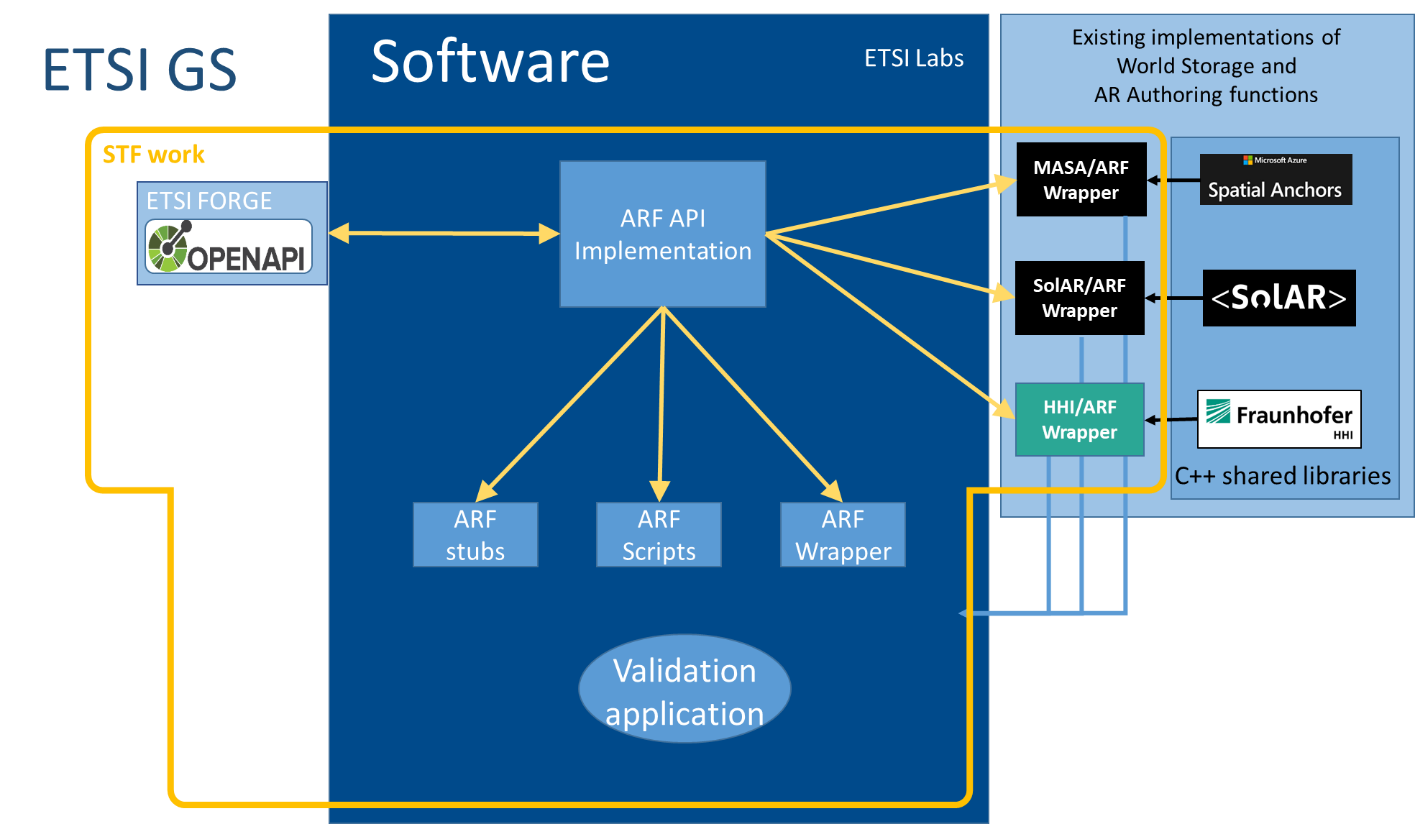 ETSI GS
Software
ETSI Labs
Existing implementations of
World Storage and
AR Authoring functions
STF work
ETSI FORGE
OPENAPI
ARF API
Implementation
MASA/ARF
Wrapper
Microsoft Azure
Spatial Anchors
SolAR/ARF
Wrapper
<SolAR>
HHI/ARF
Wrapper
Fraunhofer
HHI
C++ shared libraries
ARF
stubs
ARF
Scripts
ARF
Wrapper
Validation
application